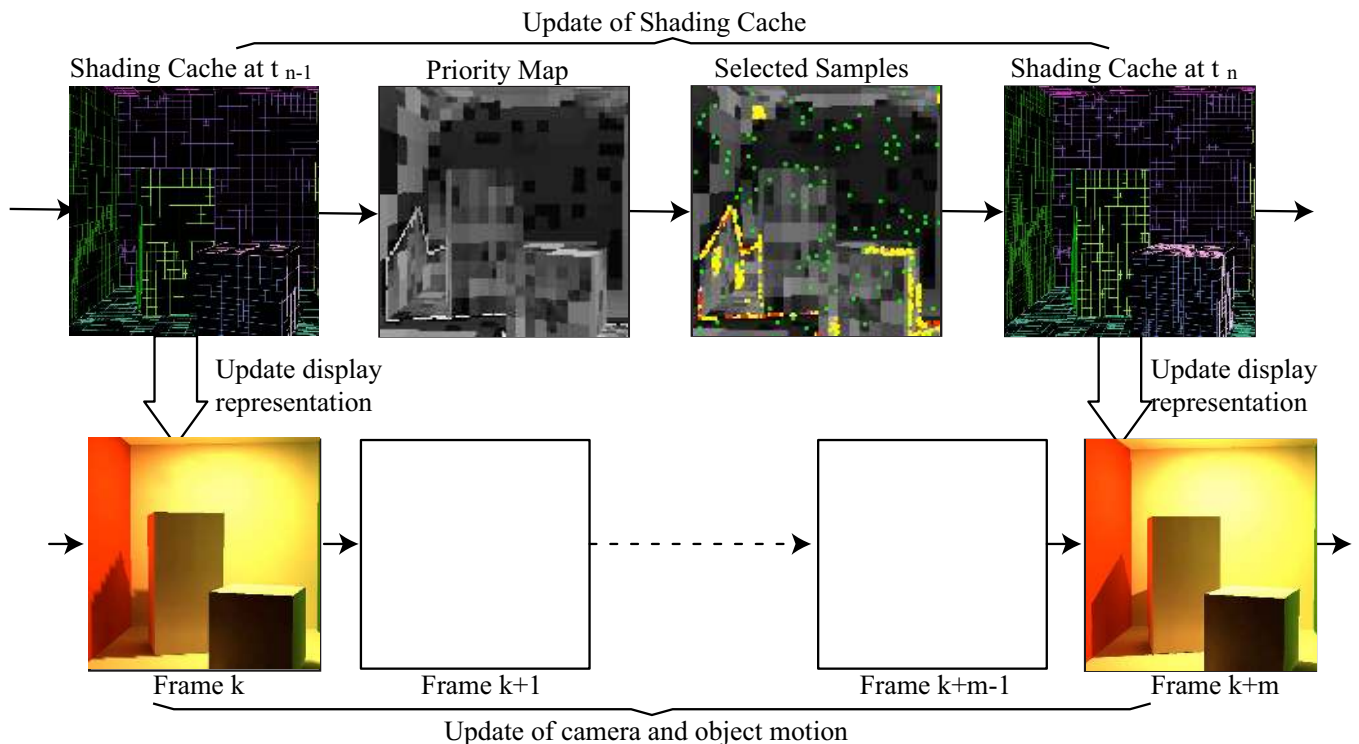 Update of Shading Cache
Shading Cache at t n-1
Priority Map
Selected Samples
Shading Cache at t n
Update display
representation
Update display
representation
Frame k
Frame k+1
Frame k+m-1
Frame k+m
Update of camera and object motion